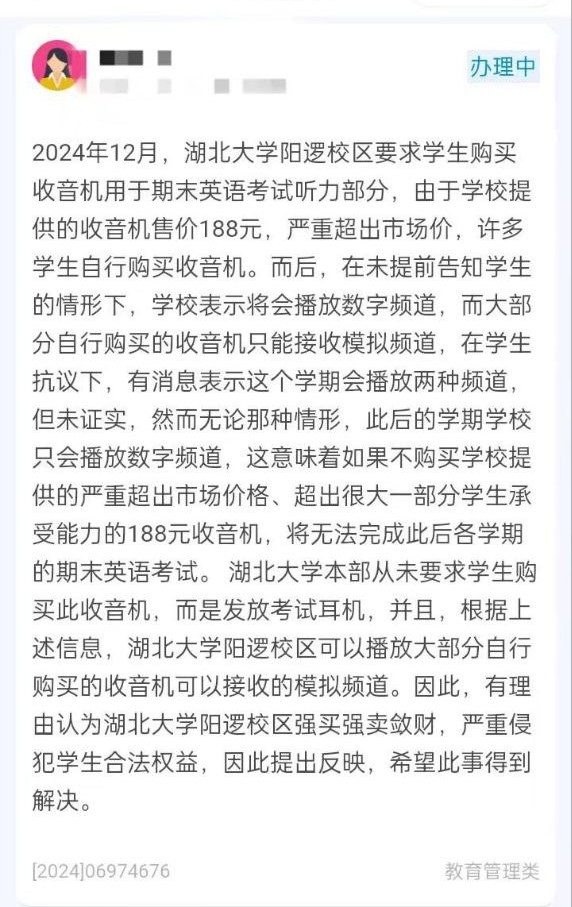 办理中
2024年12月，湖北大学阳逻校区要求学生购买
收音机用于期末英语考试听力部分，由于学校提
供的收音机售价188元，严重超出市场价，许多
学生自行购买收音机。而后，在未提前告知学生
的情形下，学校表示将会播放数字频道，而大部
分自行购买的收音机只能接收模拟频道，在学生
抗议下，有消息表示这个学期会播放两种频道，
但未证实，然而无论那种情形，此后的学期学校
只会播放数字频道，这意味着如果不购买学校提
供的严重超出市场价格、超出很大一部分学生承
受能力的188元收音机，将无法完成此后各学期
的期末英语考试。 湖北大学本部从未要求学生购
买此收音机，而是发放考试耳机，并且，根据上
述信息，湖北大学阳逻校区可以播放大部分自行
购买的收音机可以接收的模拟频道。因此，有理
由认为湖北大学阳逻校区强买强卖敛财，严重侵
犯学生合法权益，因此提出反映，希望此事得到
解决。
[2024]06974676
教育管理类